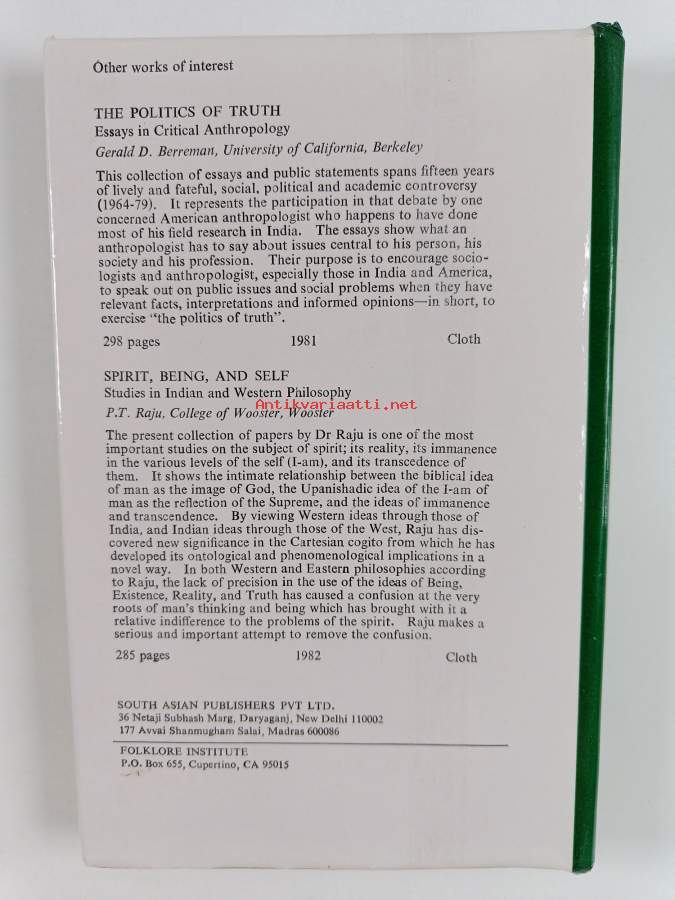 Other works of interest
THE POLITICS OF TRUTH
Essays in Critical Anthropology
Gerald D. Berreman, University of California, Berkeley
This collection of essays and public statements spans fifteen years
of lively and fateful, social, political and academic controversy
(1964-79). It represents the participation in that debate by one
concerned American anthropologist who happens to have done
most of his field research in India. The essays show what an
anthropologist has to say about issues central to his person, his
society and his profession. Their purpose is to encourage socio-
logists and anthropologist, especially those in India and America,
to speak out on public issues and social problems when they have
relevant facts, interpretations and informed opinions—in short, to
exercise "the politics of truth".
298 pages 1981 Cloth
SPIRIT, BEING, AND SELF
Studies in Indian and Western Philosophy
Antikvariaatti.net
P.T. Raju, College of Wooster, Wooster
The present collection of papers by Dr Raju is one of the most
important studies on the subject of spirit; its reality, its immanence
in the various levels of the self (I-am), and its transcedence of
them. It shows the intimate relationship between the biblical idea
of man as the image of God, the Upanishadic idea of the I-am of
man as the reflection of the Supreme, and the ideas of immanence
and transcendence. By viewing Western ideas through those of
India, and Indian ideas through those of the West, Raju has dis-
covered new significance in the Cartesian cogito from which he has
developed its ontological and phenomenological implications in a
novel way. In both Western and Eastern philosophies according
to Raju, the lack of precision in the use of the ideas of Being,
Existence, Reality, and Truth has caused a confusion at the very
roots of man's thinking and being which has brought with it a
relative indifference to the problems of the spirit. Raju makes a
serious and important attempt to remove the confusion.
285 pages 1982 Cloth
SOUTH ASIAN PUBLISHERS PVT LTD.
36 Netaji Subhash Marg, Daryaganj, New Delhi 110002
177 Avvai Shanmugham Salai, Madras 600086
FOLKLORE INSTITUTE
P.O. Box 655, Cupertino, CA 95015